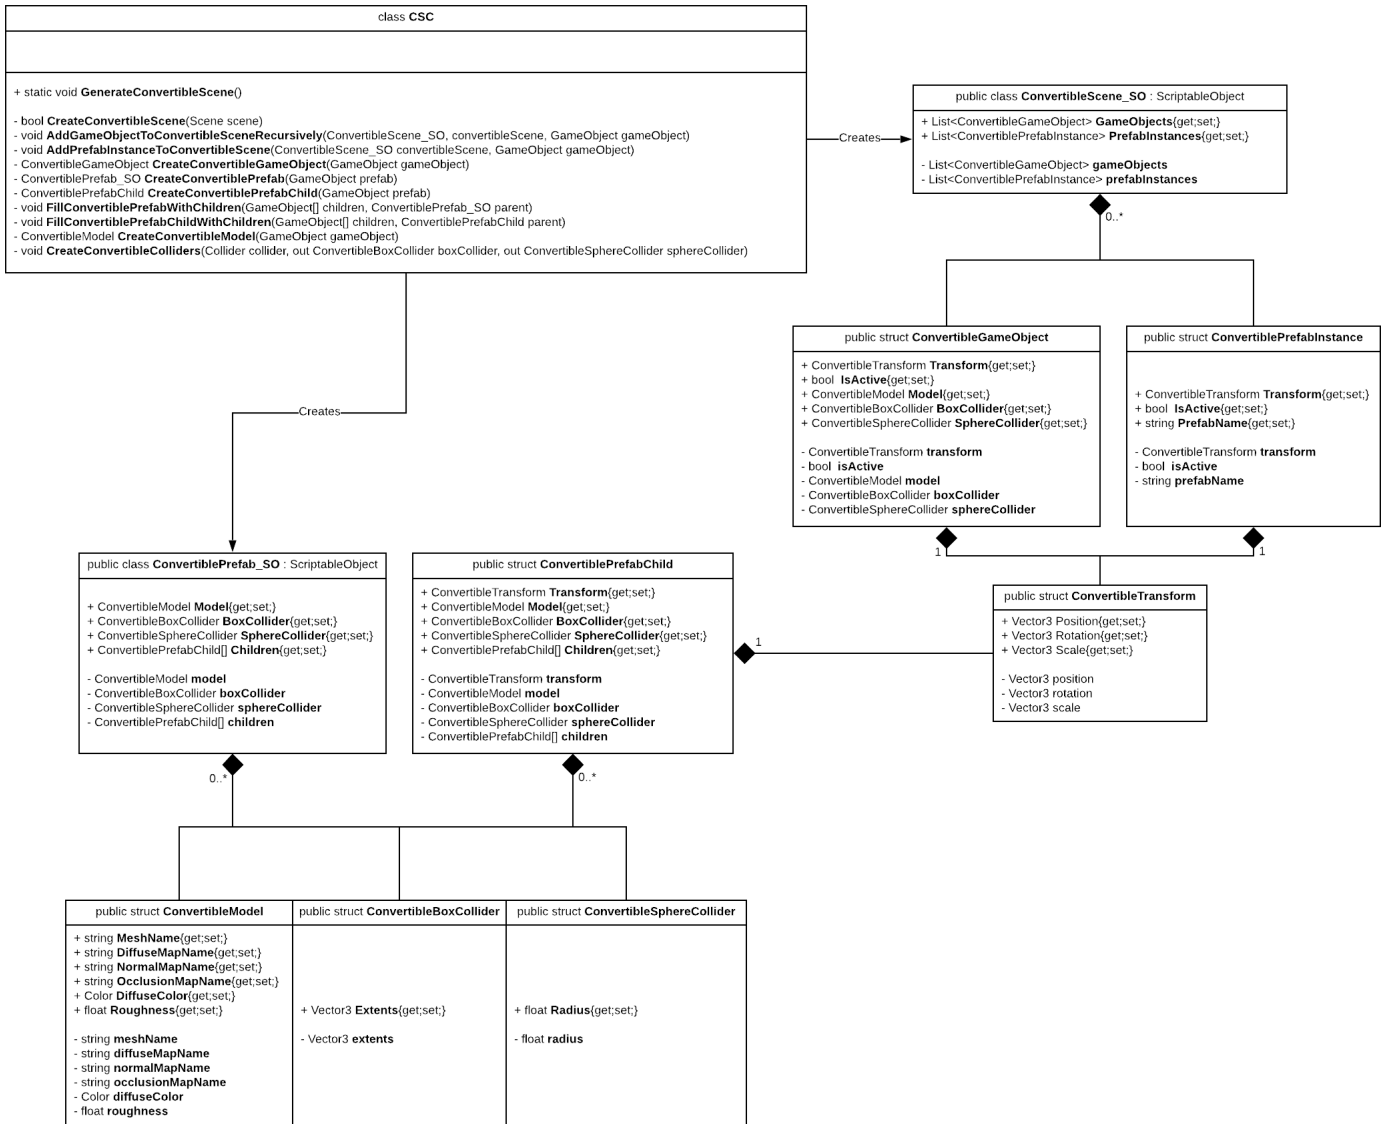 class CSC
+ static void GenerateConvertibleScene()
- bool CreateConvertibleScene(Scene scene)
- void AddGameObjectToConvertibleSceneRecursively(ConvertibleScene_SO, convertibleScene, GameObject gameObject)
- void AddPrefabInstanceToConvertibleScene(ConvertibleScene_SO convertibleScene, GameObject gameObject)
- ConvertibleGameObject CreateConvertibleGameObject(GameObject gameObject)
- ConvertiblePrefab_SO CreateConvertiblePrefab(GameObject prefab)
- ConvertiblePrefabChild CreateConvertiblePrefabChild(GameObject prefab)
- void FillConvertiblePrefabWithChildren(GameObject[] children, ConvertiblePrefab_SO parent)
- void FillConvertiblePrefabChildWithChildren(GameObject[] children, ConvertiblePrefabChild parent)
- ConvertibleModel CreateConvertibleModel(GameObject gameObject)
- void CreateConvertibleColliders(Collider collider, out ConvertibleBoxCollider boxCollider, out ConvertibleSphereCollider sphereCollider)
Creates
public class ConvertibleScene_SO : ScriptableObject
+ List<ConvertibleGameObject> GameObjects{get;set;}
+ List<ConvertiblePrefabInstance> PrefabInstances{get;set;}
- List<ConvertibleGameObject> gameObjects
- List<ConvertiblePrefabInstance> prefabInstances
0..*
public struct ConvertibleGameObject
+ ConvertibleTransform Transform{get;set;}
+ bool  IsActive{get;set;}
+ ConvertibleModel Model{get;set;}
+ ConvertibleBoxCollider BoxCollider{get;set;}
+ ConvertibleSphereCollider SphereCollider{get;set;}
- ConvertibleTransform transform
- bool  isActive
- ConvertibleModel model
- ConvertibleBoxCollider boxCollider
- ConvertibleSphereCollider sphereCollider
1
public struct ConvertiblePrefabInstance
+ ConvertibleTransform Transform{get;set;}
+ bool  IsActive{get;set;}
+ string PrefabName{get;set;}
- ConvertibleTransform transform
- bool  isActive
- string prefabName
1
Creates
public class ConvertiblePrefab_SO : ScriptableObject
+ ConvertibleModel Model{get;set;}
+ ConvertibleBoxCollider BoxCollider{get;set;}
+ ConvertibleSphereCollider SphereCollider{get;set;}
+ ConvertiblePrefabChild[] Children{get;set;}
- ConvertibleModel model
- ConvertibleBoxCollider boxCollider
- ConvertibleSphereCollider sphereCollider
- ConvertiblePrefabChild[] children
0..*
public struct ConvertiblePrefabChild
+ ConvertibleTransform Transform{get;set;}
+ ConvertibleModel Model{get;set;}
+ ConvertibleBoxCollider BoxCollider{get;set;}
+ ConvertibleSphereCollider SphereCollider{get;set;}
+ ConvertiblePrefabChild[] Children{get;set;}
- ConvertibleTransform transform
- ConvertibleModel model
- ConvertibleBoxCollider boxCollider
- ConvertibleSphereCollider sphereCollider
- ConvertiblePrefabChild[] children
0..*
1
public struct ConvertibleTransform
+ Vector3 Position{get;set;}
+ Vector3 Rotation{get;set;}
+ Vector3 Scale{get;set;}
- Vector3 position
- Vector3 rotation
- Vector3 scale
public struct ConvertibleModel
+ string MeshName{get;set;}
+ string DiffuseMapName{get;set;}
+ string NormalMapName{get;set;}
+ string OcclusionMapName{get;set;}
+ Color DiffuseColor{get;set;}
+ float Roughness{get;set;}
- string meshName
- string diffuseMapName
- string normalMapName
- string occlusionMapName
- Color diffuseColor
- float roughness
public struct ConvertibleBoxCollider
+ Vector3 Extents{get;set;}
- Vector3 extents
public struct ConvertibleSphereCollider
+ float Radius{get;set;}
- float radius